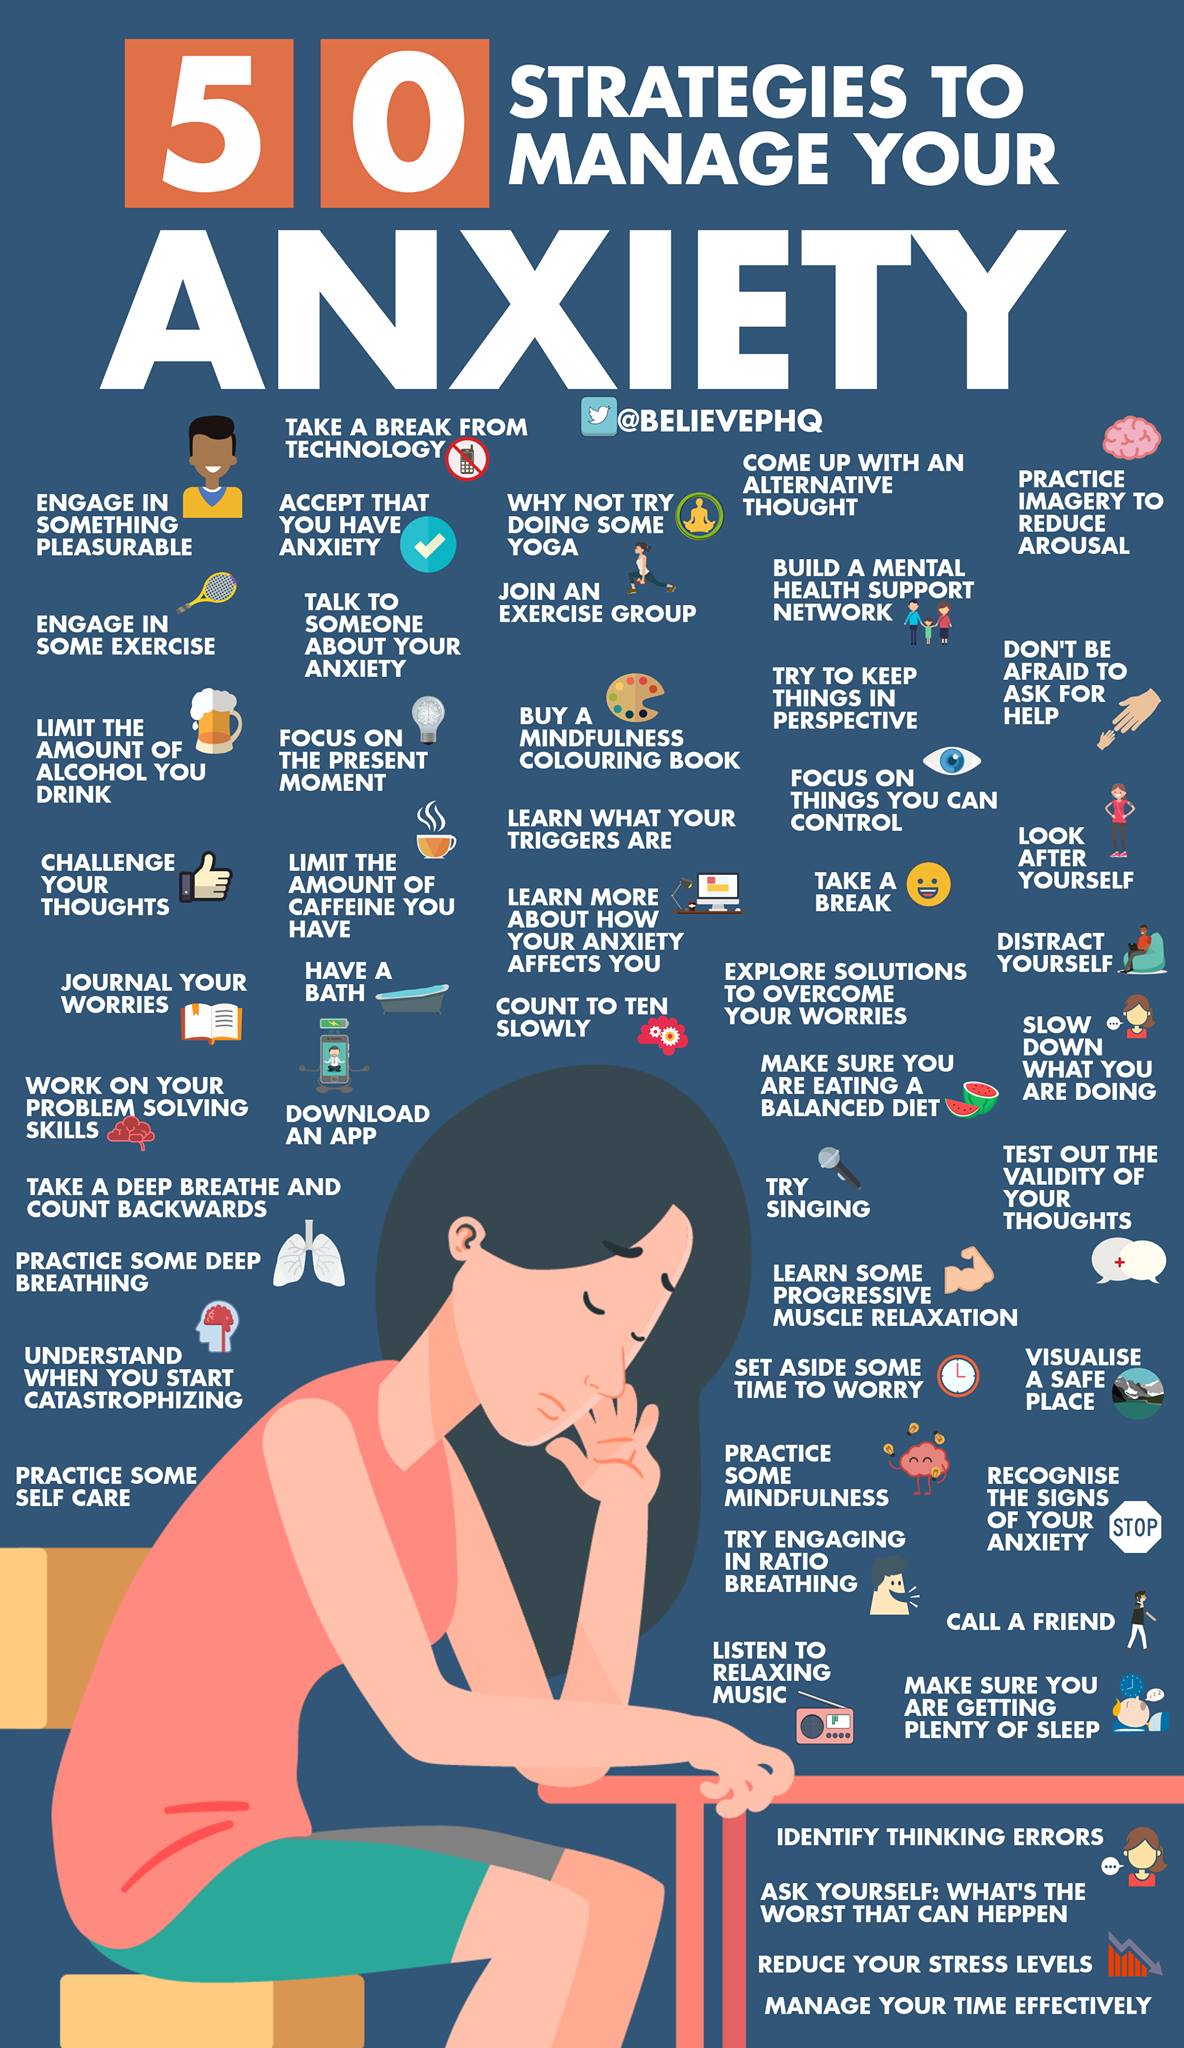 50
STRATEGIES TO
MANAGE YOUR
ANXIETY
@BELIEVEPHQ
ENGAGE IN
SOMETHING
PLEASURABLE
ENGAGE IN
SOME EXERCISE
LIMIT THE
AMOUNT OF
ALCOHOL YOU
DRINK
CHALLENGE
YOUR
THOUGHTS
JOURNAL YOUR
WORRIES
WORK ON YOUR
PROBLEM SOLVING
SKILLS
TAKE A DEEP BREATHE AND
COUNT BACKWARDS
PRACTICE SOME DEEP
BREATHING
UNDERSTAND
WHEN YOU START
CATASTROPHIZING
PRACTICE SOME
SELF CARE
TAKE A BREAK FROM
TECHNOLOGY
ACCEPT THAT
YOU HAVE
ANXIETY
TALK TO
SOMEONE
ABOUT YOUR
ANXIETY
FOCUS ON
THE PRESENT
MOMENT
LIMIT THE
AMOUNT OF
CAFFEINE YOU
HAVE
HAVE A
BATH
DOWNLOAD
AN APP
WHY NOT TRY
DOING SOME
YOGA
JOIN AN
EXERCISE GROUP
BUY A
MINDFULNESS
COLOURING BOOK
LEARN WHAT YOUR
TRIGGERS ARE
LEARN MORE
ABOUT HOW
YOUR ANXIETY
AFFECTS YOU
COUNT TO TEN
SLOWLY
COME UP WITH AN
ALTERNATIVE
THOUGHT
BUILD A MENTAL
HEALTH SUPPORT
NETWORK
TRY TO KEEP
THINGS IN
PERSPECTIVE
FOCUS ON
THINGS YOU CAN
CONTROL
TAKE A
BREAK
EXPLORE SOLUTIONS
TO OVERCOME
YOUR WORRIES
MAKE SURE YOU
ARE EATING A
BALANCED DIET
TRY
SINGING
LEARN SOME
PROGRESSIVE
MUSCLE RELAXATION
SET ASIDE SOME
TIME TO WORRY
PRACTICE
SOME
MINDFULNESS
TRY ENGAGING
IN RATIO
BREATHING
LISTEN TO
RELAXING
MUSIC
PRACTICE
IMAGERY TO
REDUCE
AROUSAL
DON'T BE
AFRAID TO
ASK FOR
HELP
LOOK
AFTER
YOURSELF
DISTRACT
YOURSELF
SLOW
DOWN
WHAT YOU
ARE DOING
TEST OUT THE
VALIDITY OF
YOUR
THOUGHTS
VISUALISE
A SAFE
PLACE
RECOGNISE
THE SIGNS
OF YOUR
ANXIETY
STOP
CALL A FRIEND
MAKE SURE YOU
ARE GETTING
PLENTY OF SLEEP
IDENTIFY THINKING ERRORS
ASK YOURSELF: WHAT'S THE
WORST THAT CAN HEPPEN
REDUCE YOUR STRESS LEVELS
MANAGE YOUR TIME EFFECTIVELY